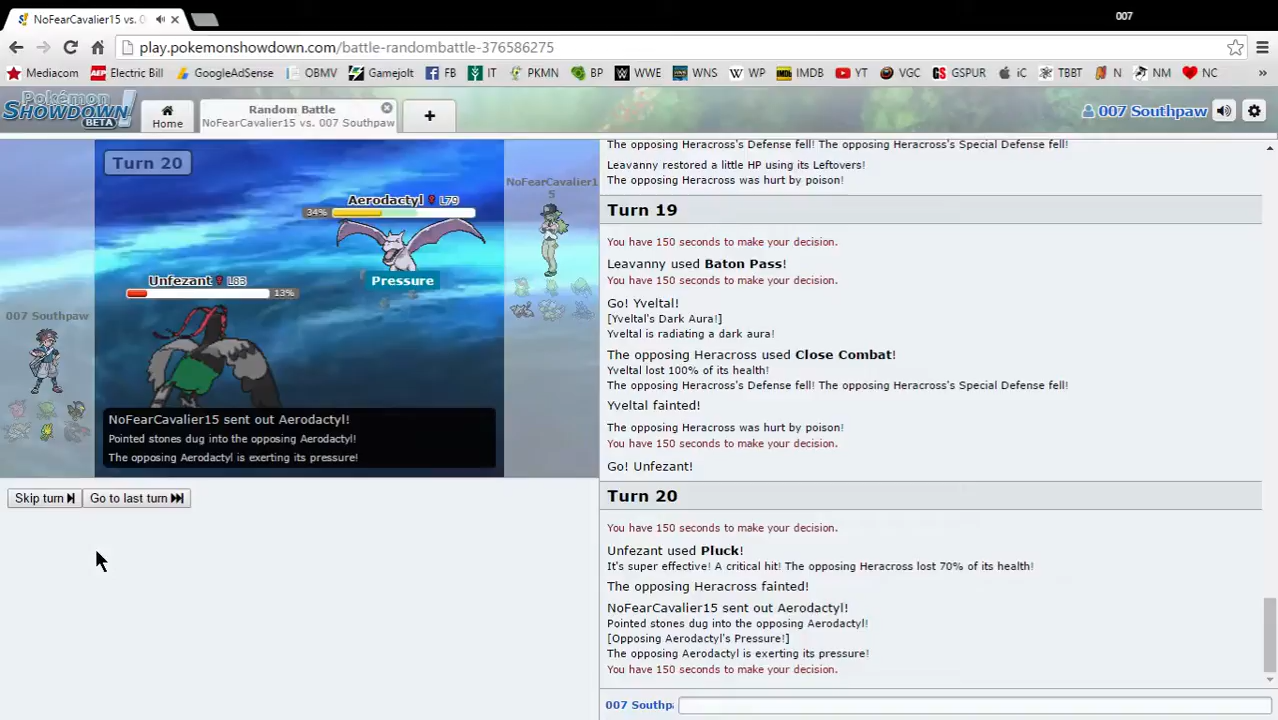 007
NoFearCavalier15 vs. 0
play.pokemonshowdown.com/battle-randombattle-376586275
Mediacom AEP Electric Bill GoogleAdSense OBMV Gamejolt FB IT PKMN BP WWE WNS W WP IMDB IMDB YT VGC GS GSPUR iC TBBT N NM NC »
Pokémon
SHOWDOWN
BETA
Home
Random Battle
NoFearCavalier15 vs. 007 Southpaw
+
007 Southpaw
Turn 20
NoFearCavalier1
5
Aerodactyl L79
34%
Pressure
Unfezant L83
13%
007 Southpaw
NoFearCavalier15 sent out Aerodactyl!
Pointed stones dug into the opposing Aerodactyl!
The opposing Aerodactyl is exerting its pressure!
Skip turn Go to last turn
The opposing Heracross's Defense fell! The opposing Heracross's Special Defense fell!
Leavanny restored a little HP using its Leftovers!
The opposing Heracross was hurt by poison!
Turn 19
You have 150 seconds to make your decision.
Leavanny used Baton Pass!
You have 150 seconds to make your decision.
Go! Yveltal!
[Yveltal's Dark Aura!]
Yveltal is radiating a dark aura!
The opposing Heracross used Close Combat!
Yveltal lost 100% of its health!
The opposing Heracross's Defense fell! The opposing Heracross's Special Defense fell!
Yveltal fainted!
The opposing Heracross was hurt by poison!
You have 150 seconds to make your decision.
Go! Unfezant!
Turn 20
You have 150 seconds to make your decision.
Unfezant used Pluck!
It's super effective! A critical hit! The opposing Heracross lost 70% of its health!
The opposing Heracross fainted!
NoFearCavalier15 sent out Aerodactyl!
Pointed stones dug into the opposing Aerodactyl!
[Opposing Aerodactyl's Pressure!]
The opposing Aerodactyl is exerting its pressure!
You have 150 seconds to make your decision.
007 Southpa